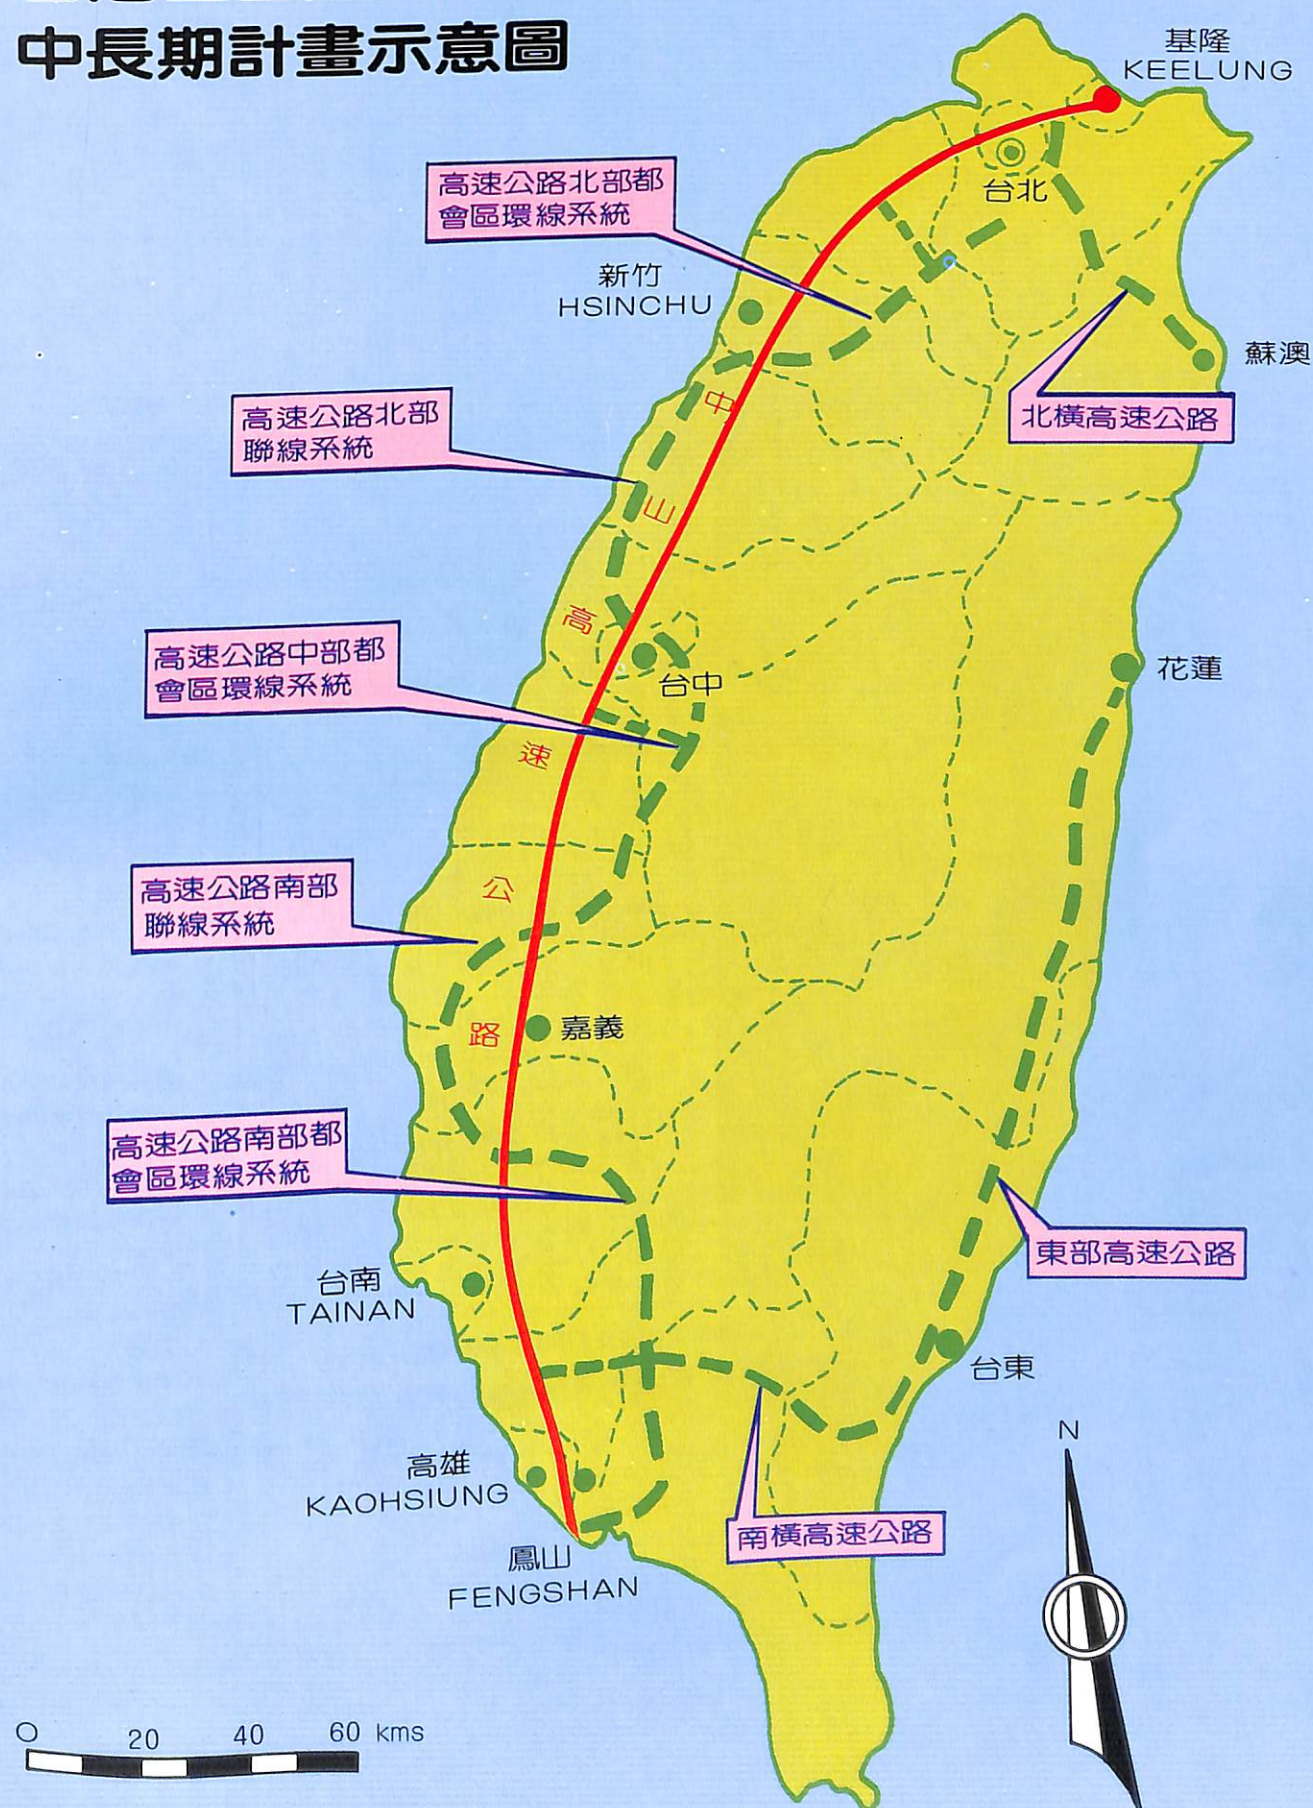 中長期計畫示意圖
基隆
KEELUNG
高速公路北部都
會區環線系統
台北
新竹
HSINCHU
蘇澳
高速公路北部
聯線系統
北橫高速公路
中
山
高
速
公
路
高速公路中部都
會區環線系統
台中
花蓮
高速公路南部
聯線系統
嘉義
高速公路南部都
會區環線系統
東部高速公路
台南
TAINAN
台東
高雄
KAOHSIUNG
南橫高速公路
鳳山
FENGSHAN
N
0 20 40 60 kms